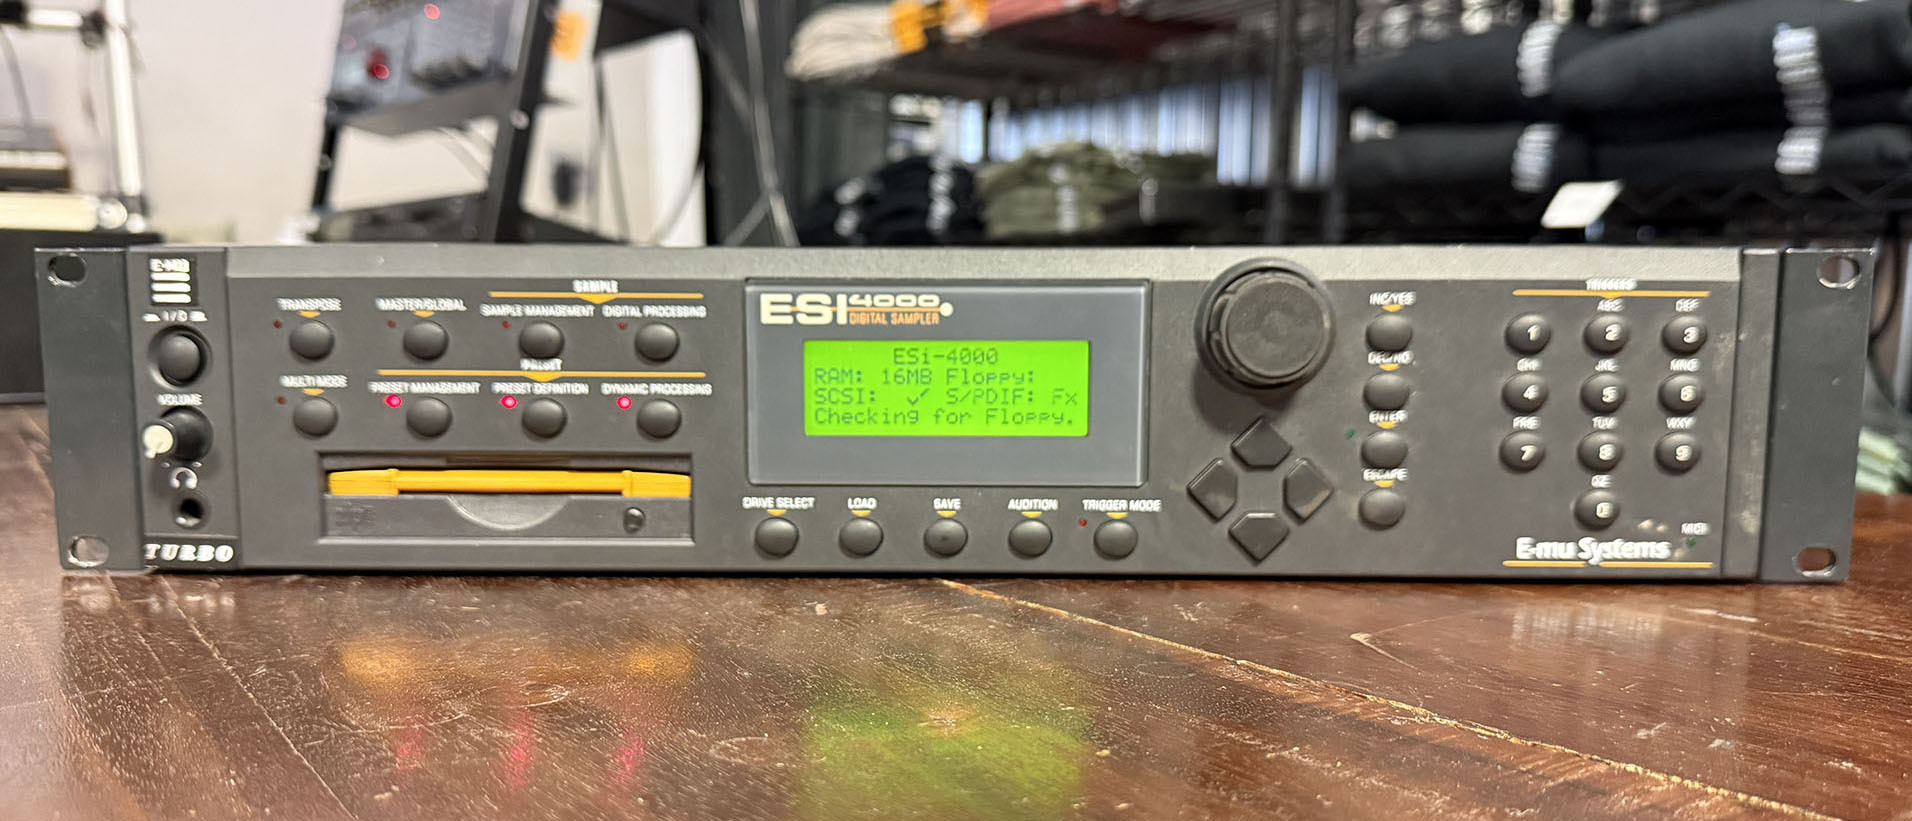 E-MU
I/O
VOLUME
TURBO
TRANSPOSE
MASTER/GLOBAL
SAMPLE
SAMPLE MANAGEMENT
DIGITAL PROCESSING
MULTI MODE
PRESET
PRESET MANAGEMENT
PRESET DEFINITION
DYNAMIC PROCESSING
ESI 4000
DIGITAL SAMPLER
ESi-4000
RAM: 16MB Floppy:
SCSI: ✓ S/PDIF: Fx
Checking for Floppy.
DRIVE SELECT
LOAD
SAVE
AUDITION
TRIGGER MODE
INC/YES
DEC/NO
ENTER
ESCAPE
TRIGGERS
ABC DEF
1 2 3
GHI JKL MNO
4 5 6
PRS TUV WXY
7 8 9
QZ
0
MIDI
E-mu Systems